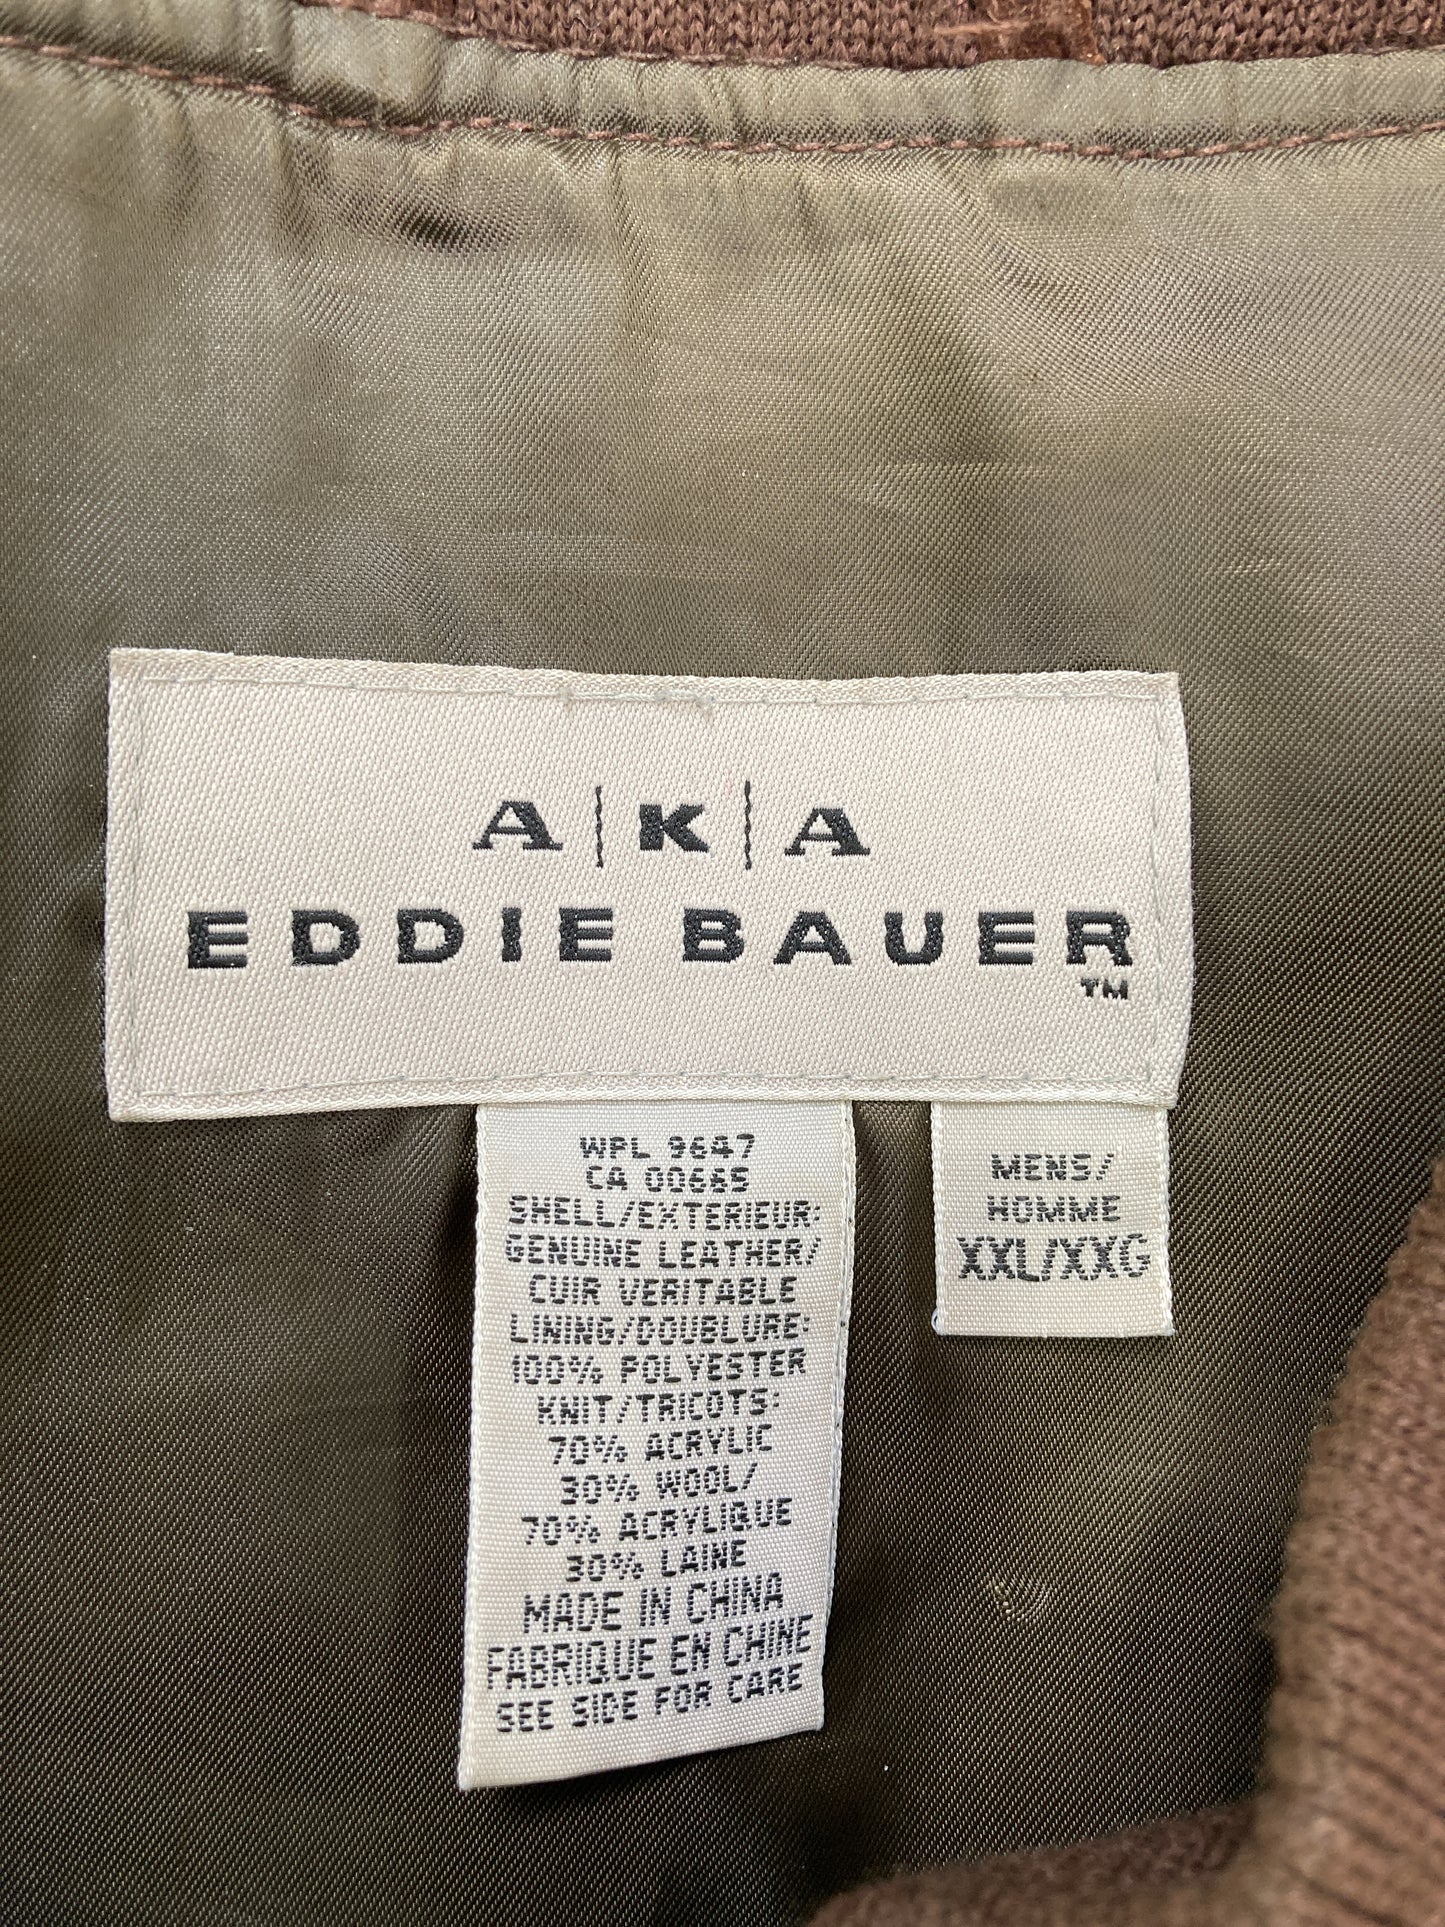 A|K|A
EDDIE BAUER
TM
WPL 9647
CA 00665
SHELL/EXTERIEUR:
GENUINE LEATHER/
CUIR VERITABLE
LINING/DOUBLURE:
100% POLYESTER
KNIT/TRICOTS:
70% ACRYLIC
30% WOOL/
70% ACRYLIQUE
30% LAINE
MADE IN CHINA
FABRIQUE EN CHINE
SEE SIDE FOR CARE
MENS/
HOMME
XXL/XXG